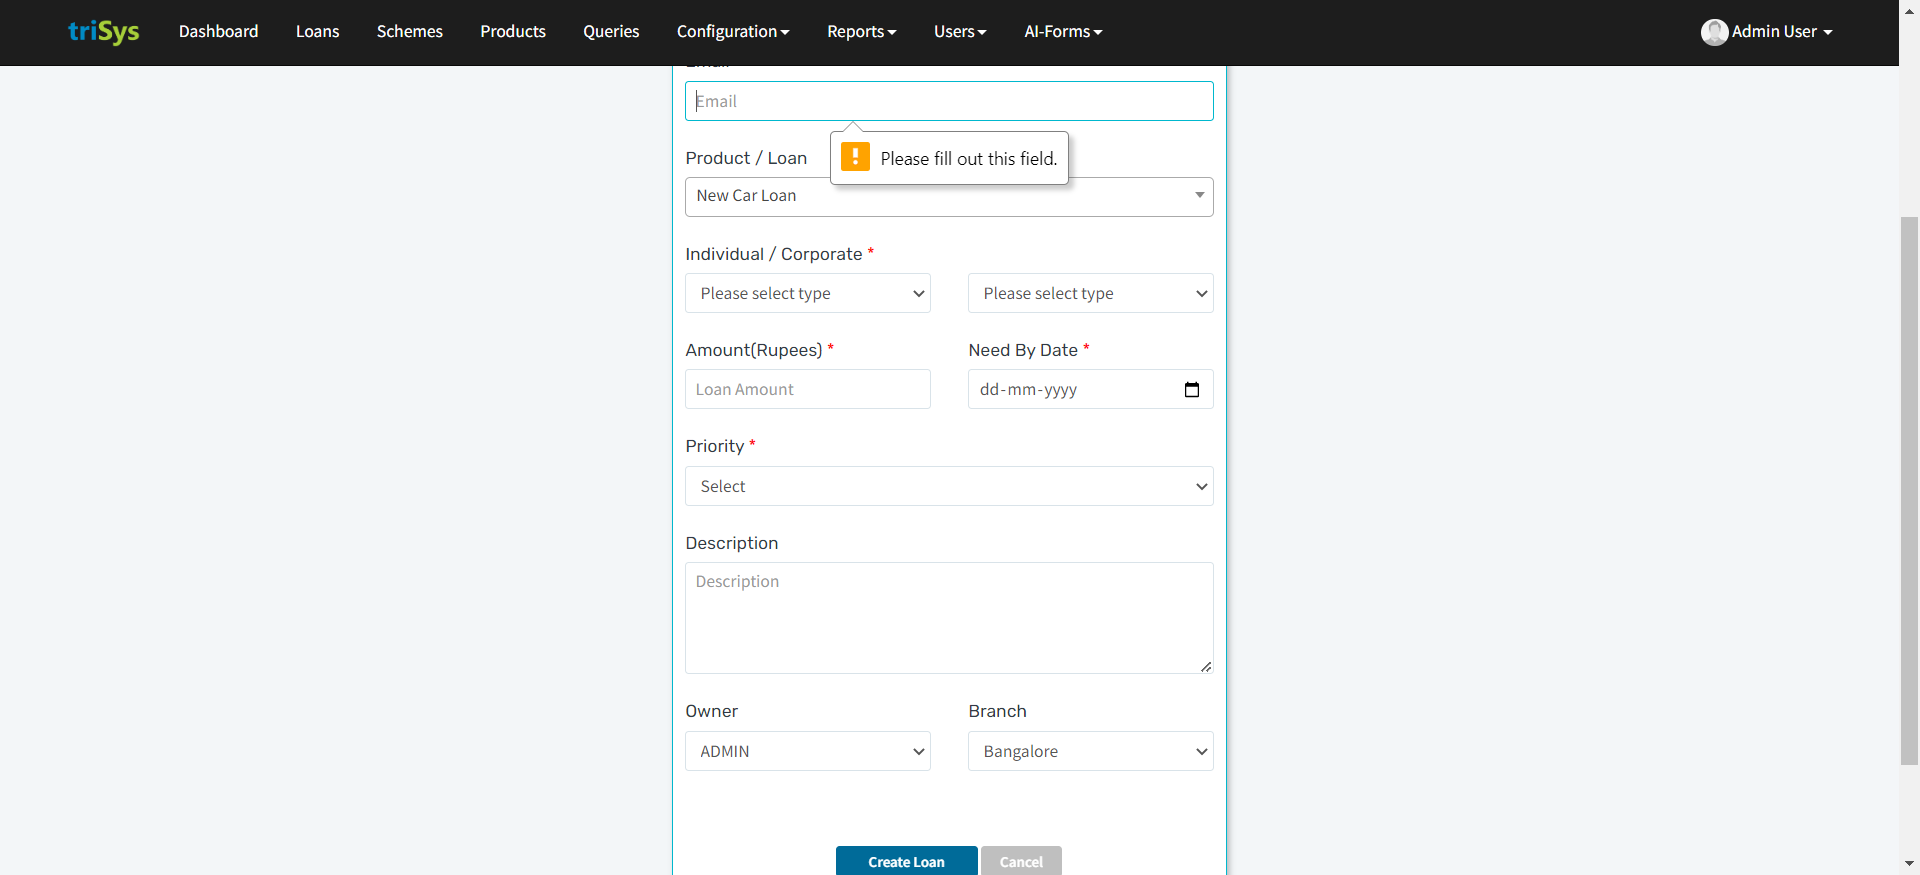 triSys Dashboard Loans Schemes Products Queries Configuration Reports Users AI-Forms Admin User
Email
Email
Please fill out this field.
Product / Loan
New Car Loan
Individual / Corporate *
Please select type Please select type
Amount(Rupees) * Need By Date *
Loan Amount dd-mm-yyyy
Priority *
Select
Description
Description
Owner Branch
ADMIN Bangalore
Create Loan Cancel